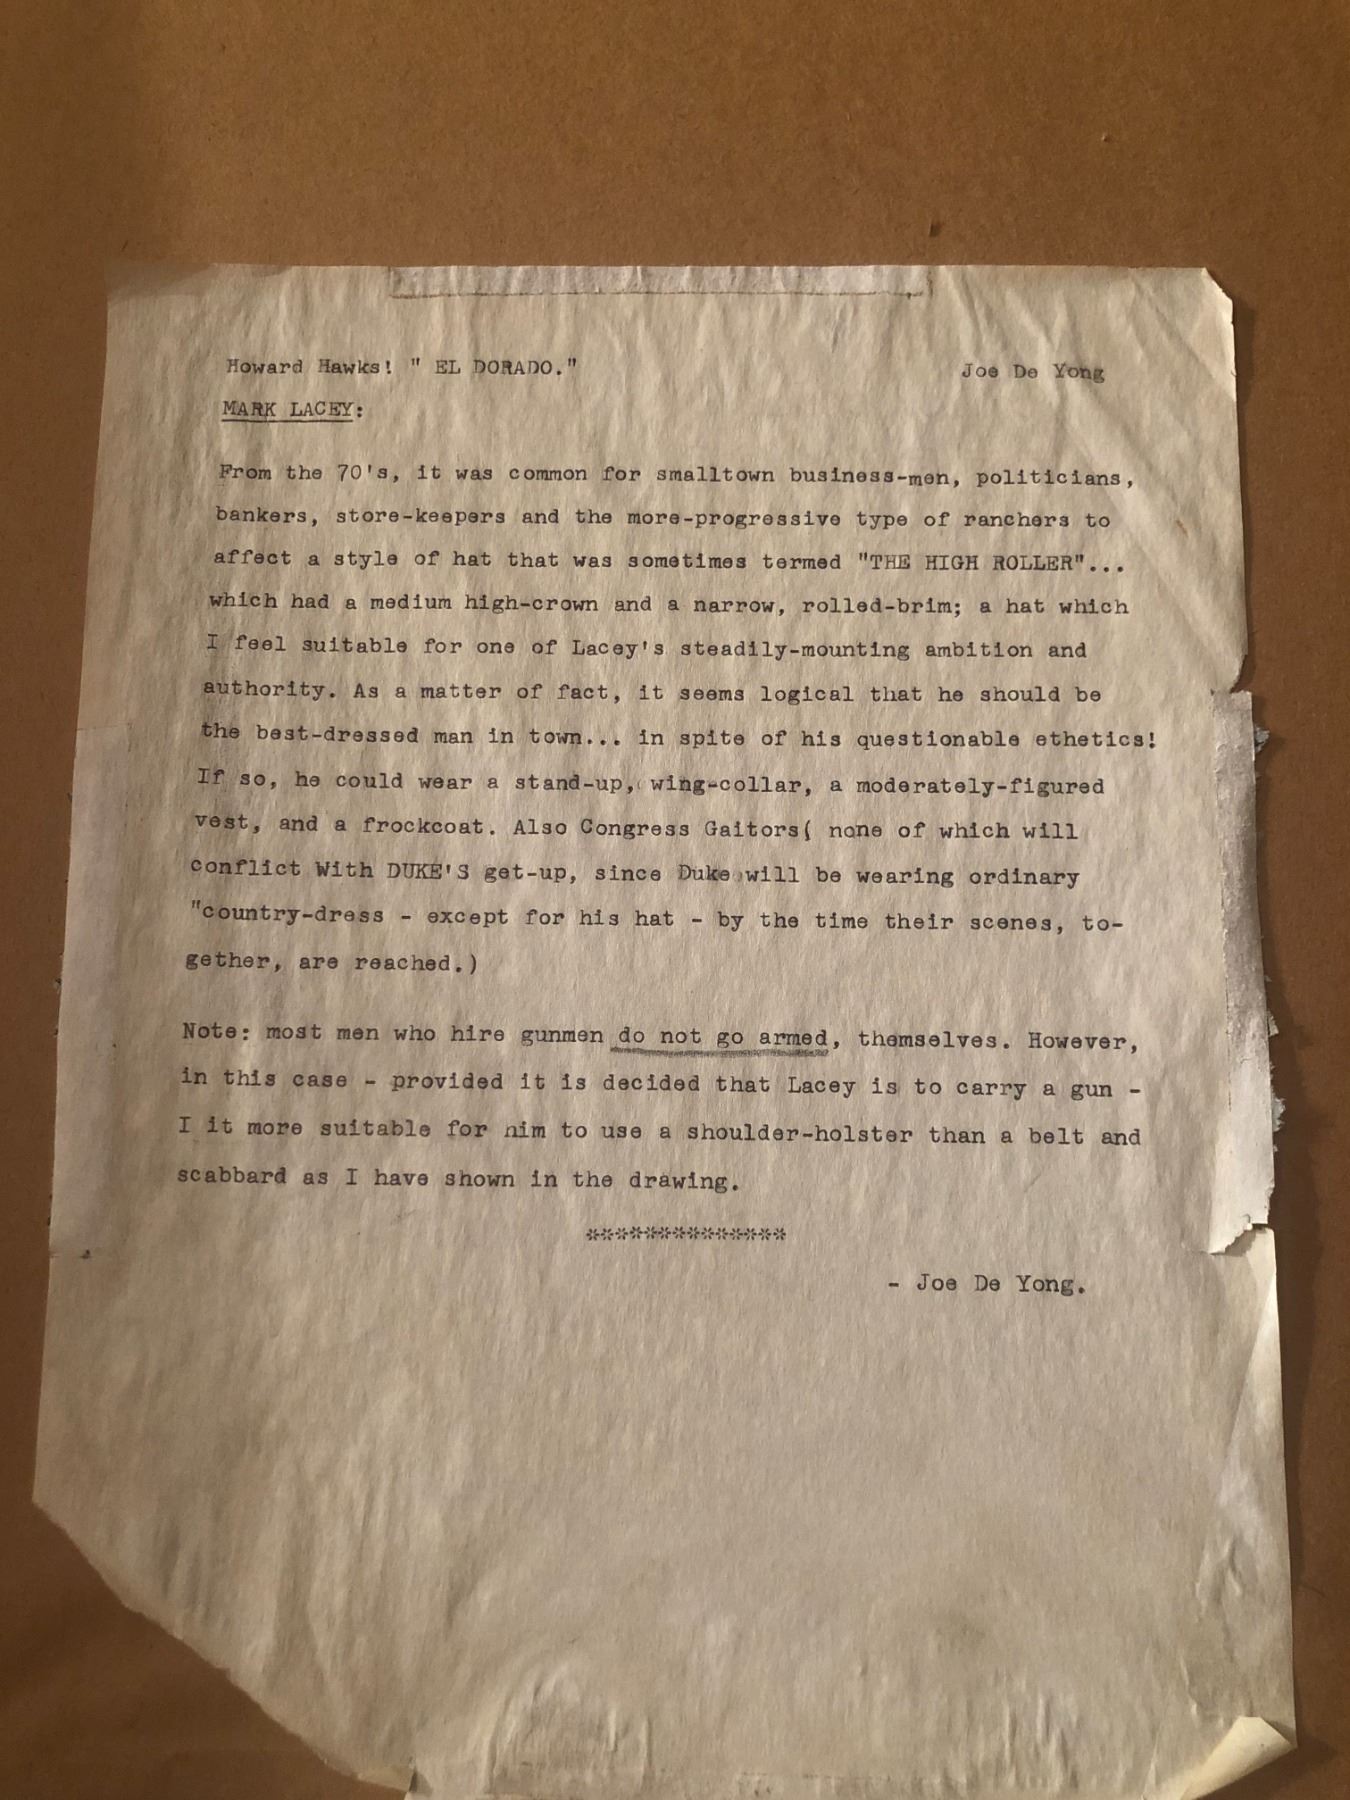 Howard Hawks! " EL DORADO." Joe De Yong
MARK LACEY:
From the 70's, it was common for smalltown business-men, politicians,
bankers, store-keepers and the more-progressive type of ranchers to
affect a style of hat that was sometimes termed "THE HIGH ROLLER"...
which had a medium high-crown and a narrow, rolled-brim; a hat which
I feel suitable for one of Lacey's steadily-mounting ambition and
authority. As a matter of fact, it seems logical that he should be
the best-dressed man in town... in spite of his questionable ethetics!
If so, he could wear a stand-up, wing-collar, a moderately-figured
vest, and a frockcoat. Also Congress Gaitors( none of which will
conflict With DUKE'S get-up, since Duke will be wearing ordinary
"country-dress - except for his hat - by the time their scenes, to-
gether, are reached.)
Note: most men who hire gunmen do not go armed, themselves. However,
in this case - provided it is decided that Lacey is to carry a gun -
I it more suitable for him to use a shoulder-holster than a belt and
scabbard as I have shown in the drawing.
**************
- Joe De Yong.